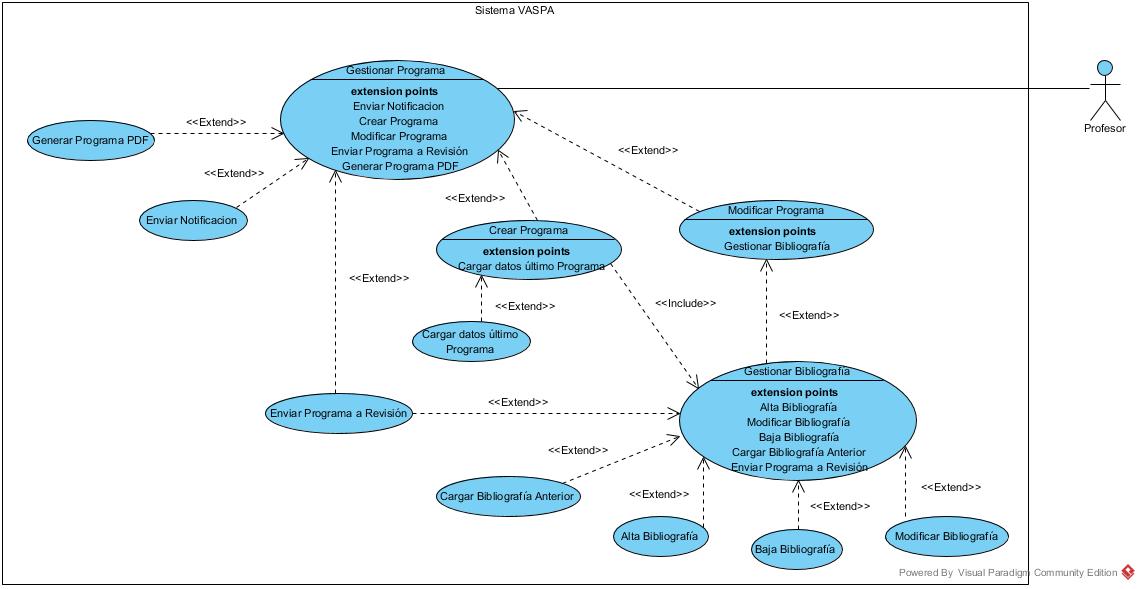 Sistema VASPA
Gestionar Programa
extension points
Enviar Notificacion
Crear Programa
Modificar Programa
Enviar Programa a Revisión
Generar Programa PDF
Profesor
<<Extend>>
Generar Programa PDF
<<Extend>>
Enviar Notificacion
<<Extend>>
<<Extend>>
Crear Programa
extension points
Cargar datos último Programa
Modificar Programa
extension points
Gestionar Bibliografía
<<Extend>>
<<Extend>>
<<Include>>
<<Extend>>
Cargar datos último
Programa
Gestionar Bibliografía
extension points
Alta Bibliografía
Modificar Bibliografía
Baja Bibliografía
Cargar Bibliografía Anterior
Enviar Programa a Revisión
Enviar Programa a Revisión
<<Extend>>
<<Extend>>
Cargar Bibliografía Anterior
<<Extend>>
<<Extend>>
<<Extend>>
Alta Bibliografía
Baja Bibliografía
Modificar Bibliografía
Powered By Visual Paradigm Community Edition